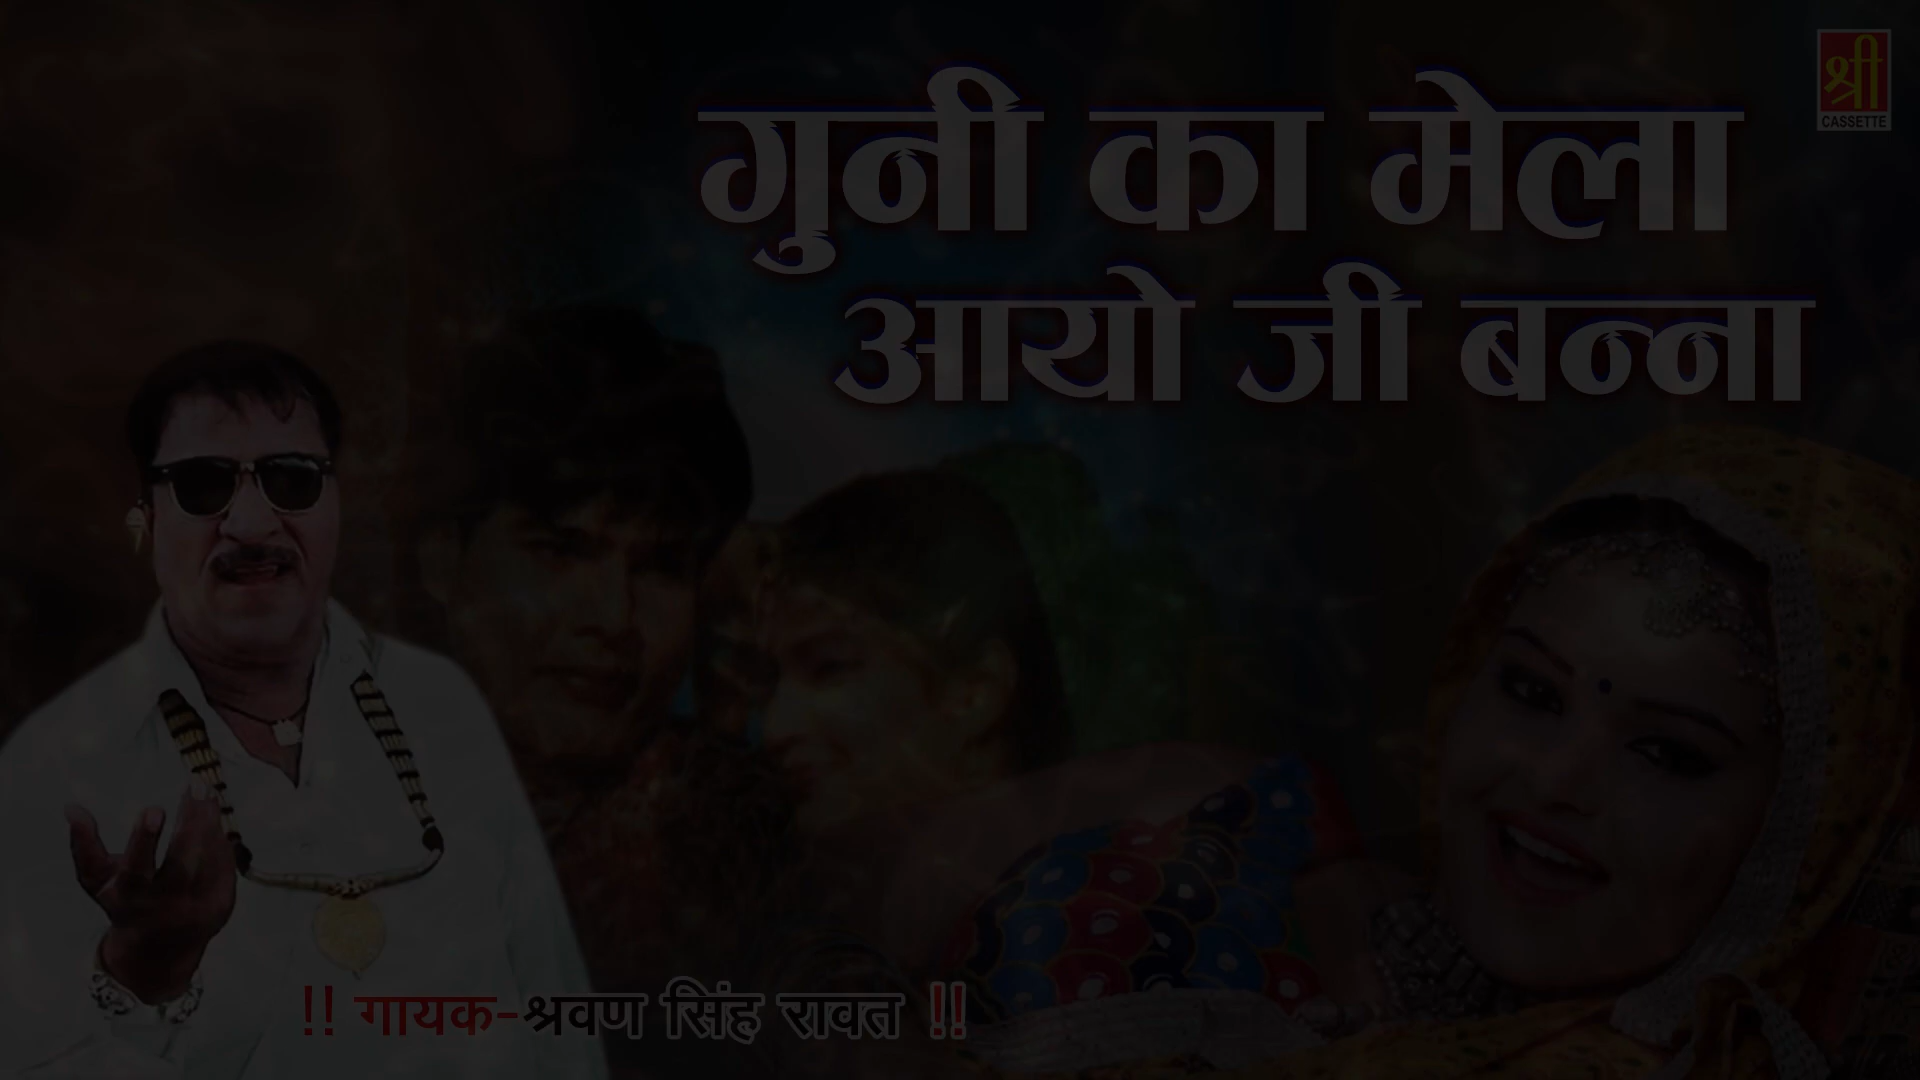 गुनी का मेला
आयो जी बन्ना
श्री
CASSETTE
!! गायक-श्रवण सिंह रावत !!